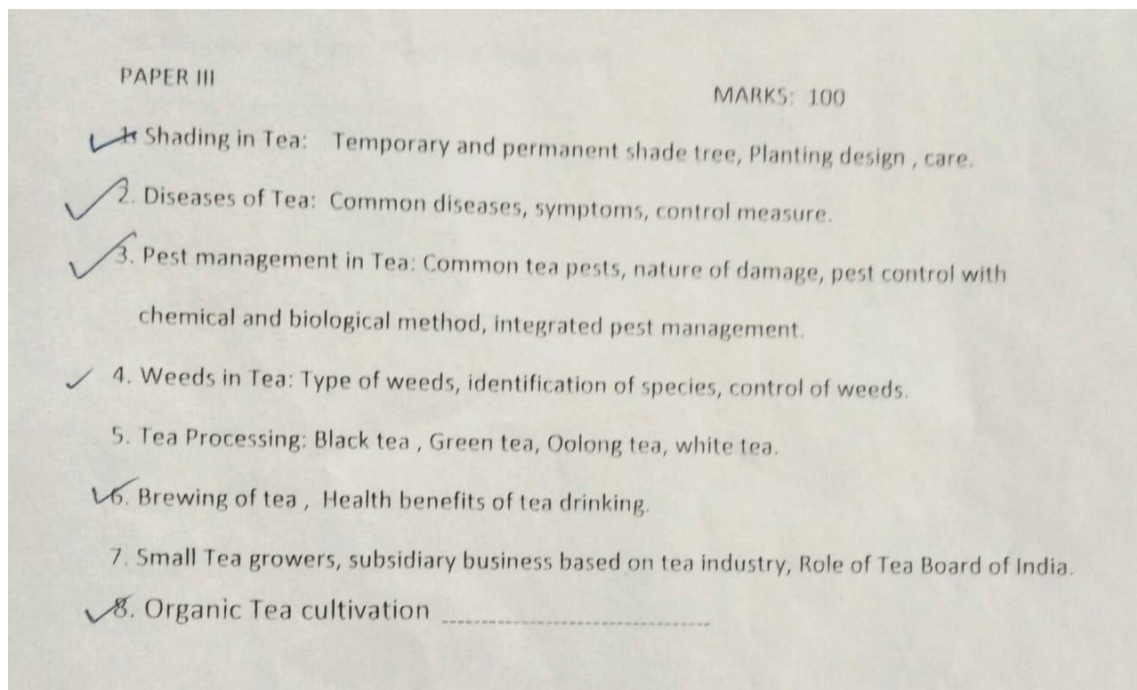 PAPER III
MARKS: 100
1. Shading in Tea: Temporary and permanent shade tree, Planting design , care.
2. Diseases of Tea: Common diseases, symptoms, control measure.
3. Pest management in Tea: Common tea pests, nature of damage, pest control with
chemical and biological method, integrated pest management.
4. Weeds in Tea: Type of weeds, identification of species, control of weeds.
5. Tea Processing: Black tea , Green tea, Oolong tea, white tea.
6. Brewing of tea , Health benefits of tea drinking.
7. Small Tea growers, subsidiary business based on tea industry, Role of Tea Board of India.
8. Organic Tea cultivation --------------------------------